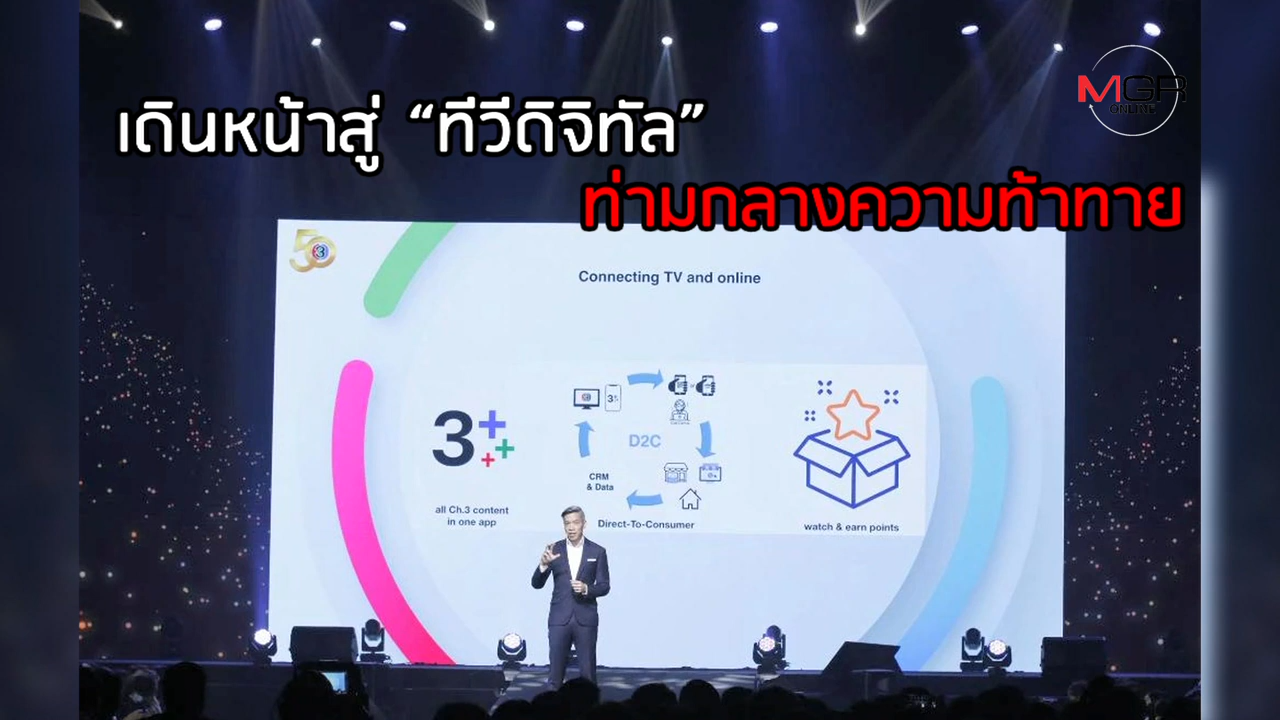 เดินหน้าสู่ “ทีวีดิจิทัล”
MGR
ONLINE
ท่ามกลางความท้าทาย
50
3
Connecting TV and online
3+
D2C
CRM
& Data
all Ch.3 content
in one app
Direct-To-Consumer
watch & earn points